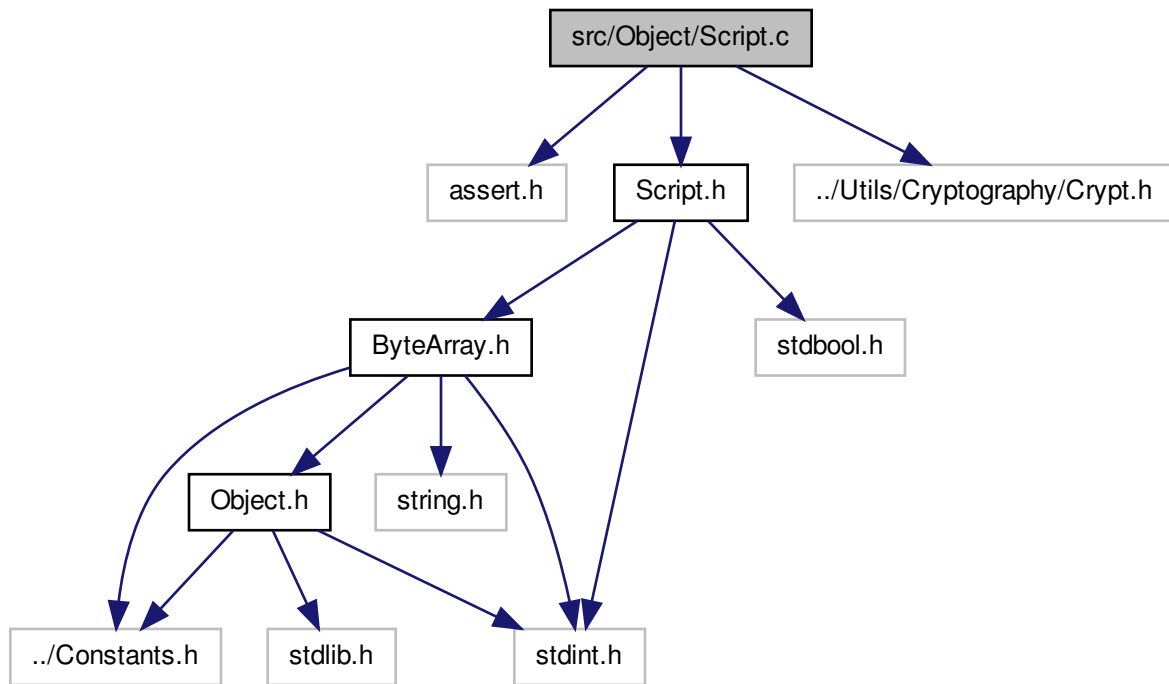 src/Object/Script.c
assert.h
Script.h
../Utils/Cryptography/Crypt.h
ByteArray.h
stdbool.h
Object.h
string.h
../Constants.h
stdlib.h
stdint.h